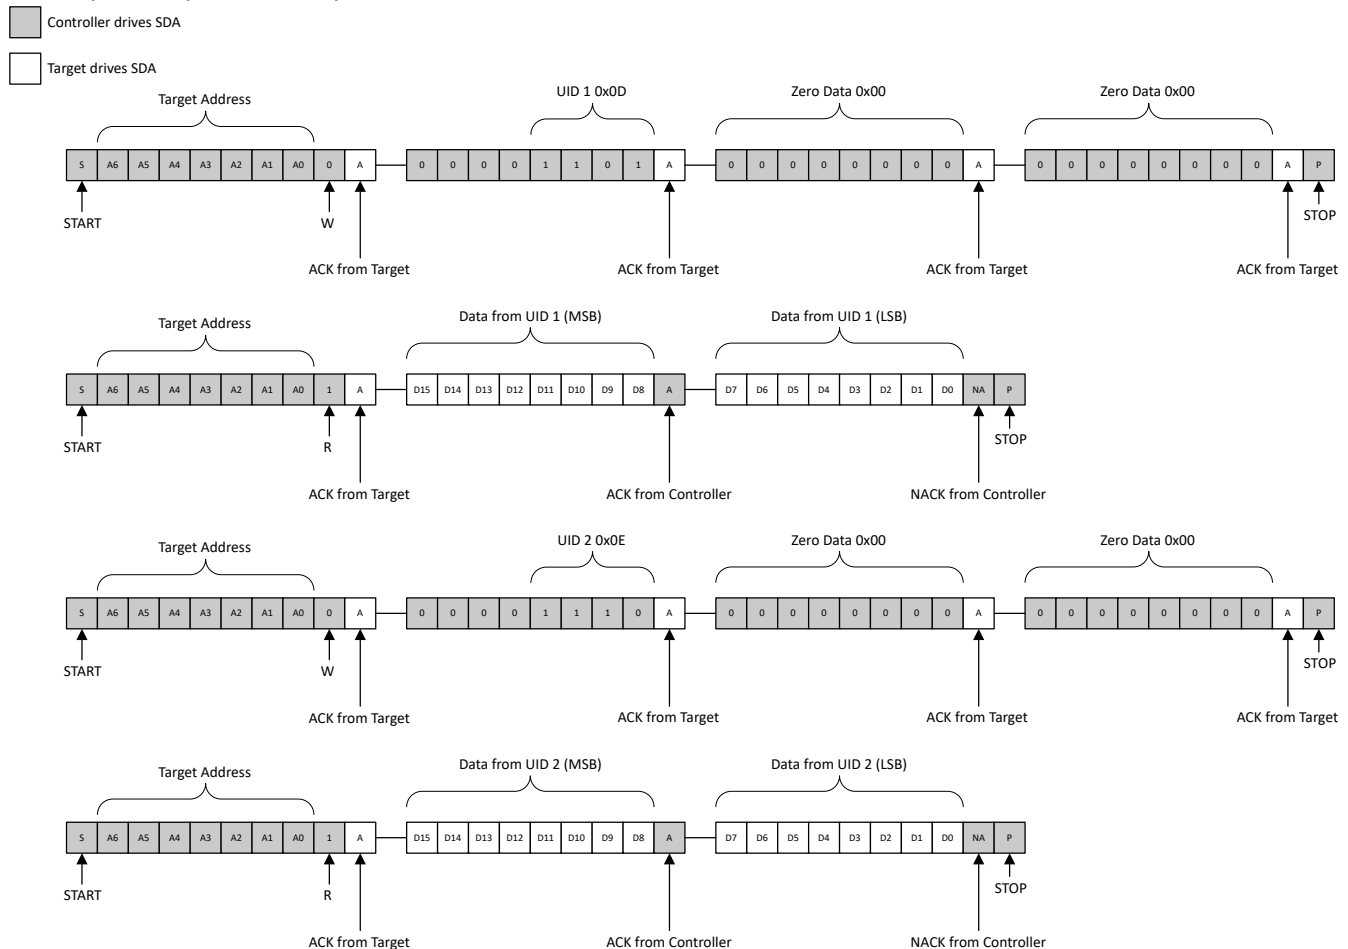 Controller drives SDA
Target drives SDA
Target Address
UID 1 0x0D
Zero Data 0x00
Zero Data 0x00
S A6 A5 A4 A3 A2 A1 A0 0 A 0 0 0 0 1 1 0 1 A 0 0 0 0 0 0 0 0 A 0 0 0 0 0 0 0 0 A P
START
W
STOP
ACK from Target
ACK from Target
ACK from Target
ACK from Target
Target Address
Data from UID 1 (MSB)
Data from UID 1 (LSB)
S A6 A5 A4 A3 A2 A1 A0 1 A D15 D14 D13 D12 D11 D10 D9 D8 A D7 D6 D5 D4 D3 D2 D1 D0 NA P
START
R
STOP
ACK from Target
ACK from Controller
NACK from Controller
Target Address
UID 2 0x0E
Zero Data 0x00
Zero Data 0x00
S A6 A5 A4 A3 A2 A1 A0 0 A 0 0 0 0 1 1 1 0 A 0 0 0 0 0 0 0 0 A 0 0 0 0 0 0 0 0 A P
START
W
STOP
ACK from Target
ACK from Target
ACK from Target
ACK from Target
Target Address
Data from UID 2 (MSB)
Data from UID 2 (LSB)
S A6 A5 A4 A3 A2 A1 A0 1 A D15 D14 D13 D12 D11 D10 D9 D8 A D7 D6 D5 D4 D3 D2 D1 D0 NA P
START
R
STOP
ACK from Target
ACK from Controller
NACK from Controller